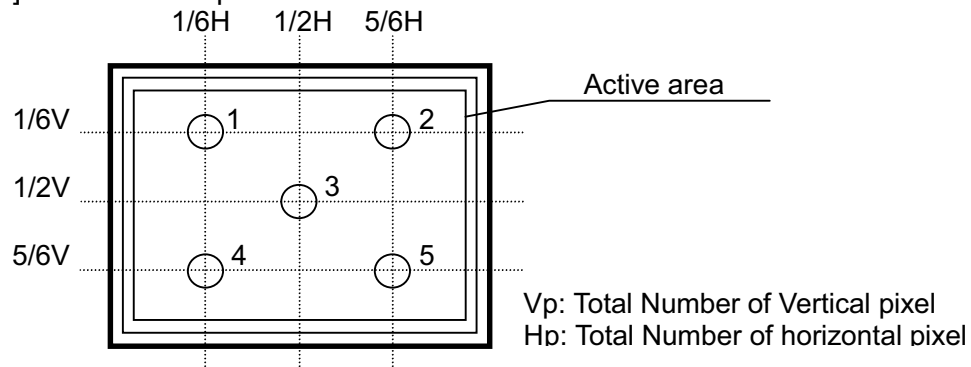 ]
1/6H 1/2H 5/6H
Active area
1/6V
1 2
1/2V
3
5/6V
4 5
Vp: Total Number of Vertical pixel
Hp: Total Number of horizontal pixel